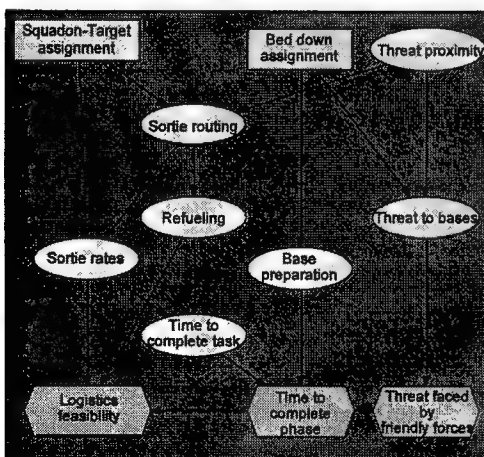 Squadon-Target
assignment
Bed down
assignment
Threat proximity
Sortie routing
Refueling
Threat to bases
Sortie rates
Base
preparation
Time to
complete task
Logistics
feasibility
Time to
complete
phase
Threat faced
by
friendly forces